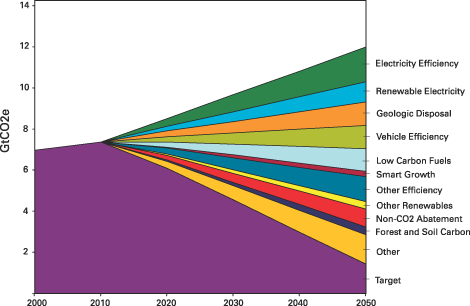 14
12
10
8
6
4
2
GtCO2e
2000
2010
2020
2030
2040
2050
Electricity Efficiency
Renewable Electricity
Geologic Disposal
Vehicle Efficiency
Low Carbon Fuels
Smart Growth
Other Efficiency
Other Renewables
Non-CO2 Abatement
Forest and Soil Carbon
Other
Target